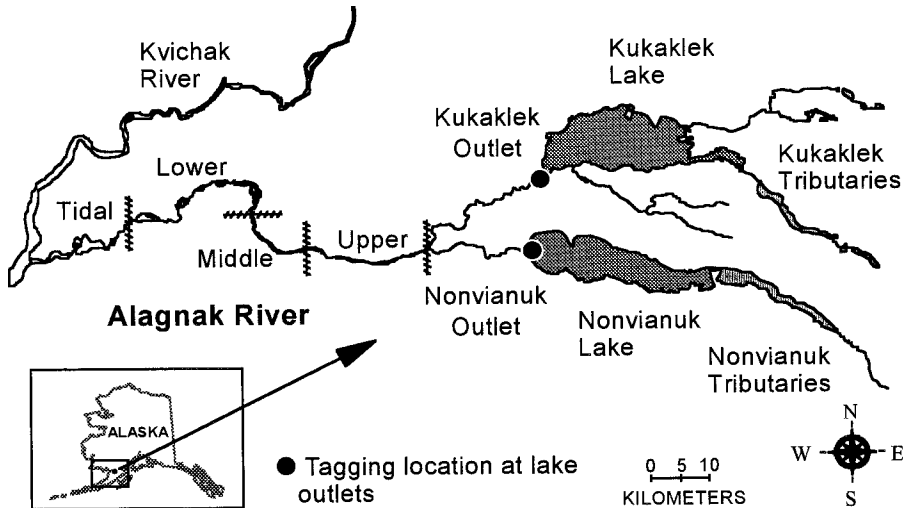 Kvichak
River
Kukaklek
Lake
Kukaklek
Outlet
Lower
Kukaklek
Tributaries
Tidal
Upper
Middle
Nonvianuk
Outlet
Alagnak River
Nonvianuk
Lake
Nonvianuk
Tributaries
ALASKA
Tagging location at lake
outlets
0 5 10
KILOMETERS
N
W E
S